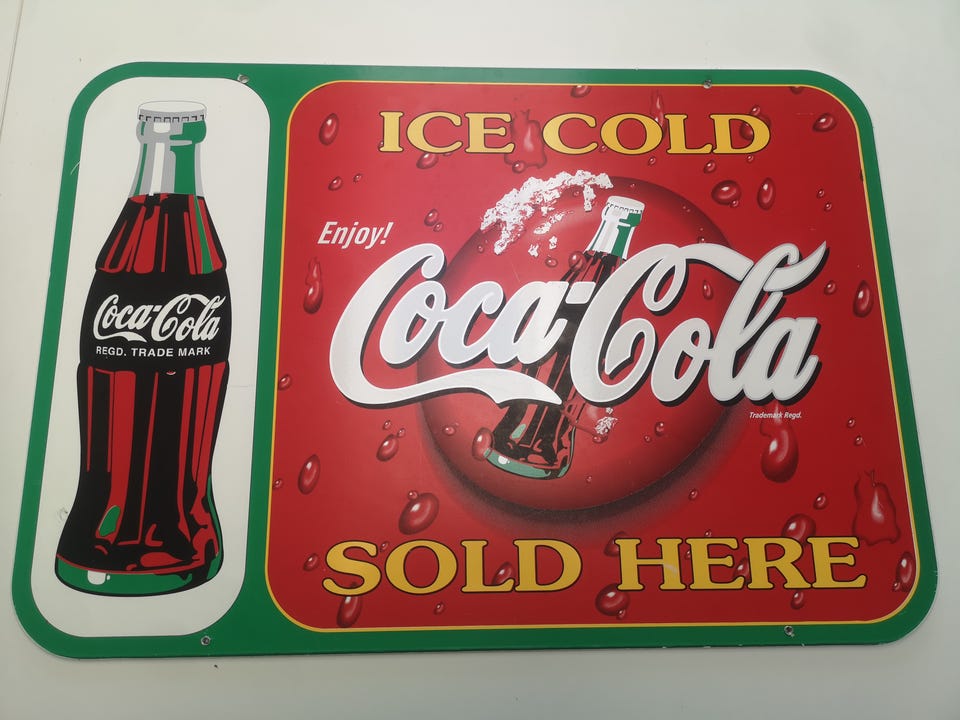 Coca-Cola
REGD. TRADE MARK
ICE COLD
Enjoy!
Coca-Cola
Trademark Regd.
SOLD HERE